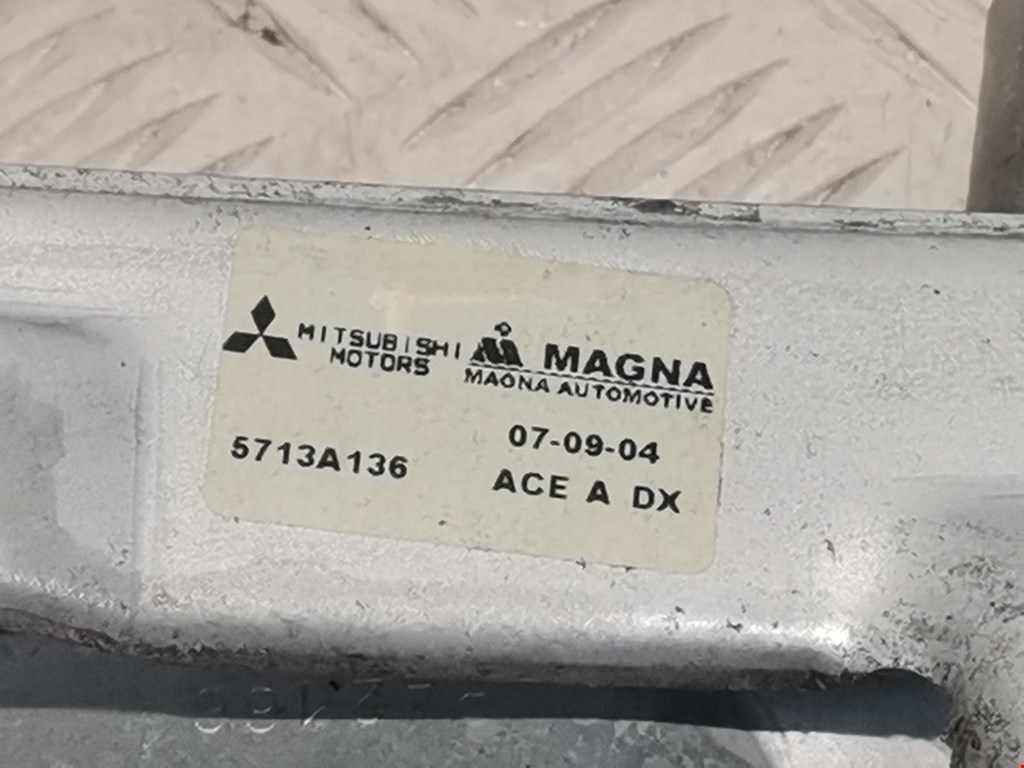 MITSUBISHI
MOTORS
MAGNA
MAGNA AUTOMOTIVE
5713A136
07-09-04
ACE A DX